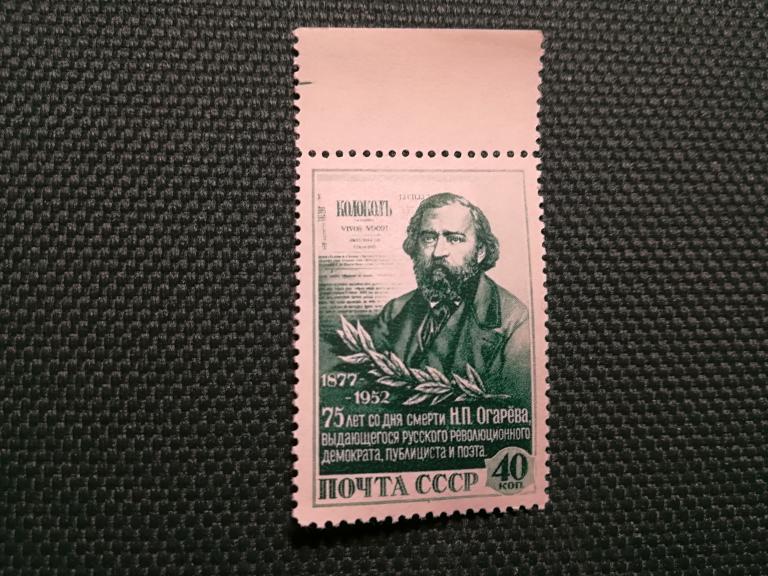 КОЛОКОЛЪ
VIVOS VOCO!
1877-
-1952
75 лет со дня смерти Н.П. Огарёва,
выдающегося русского революционного
демократа, публициста и поэта.
40
коп
ПОЧТА СССР